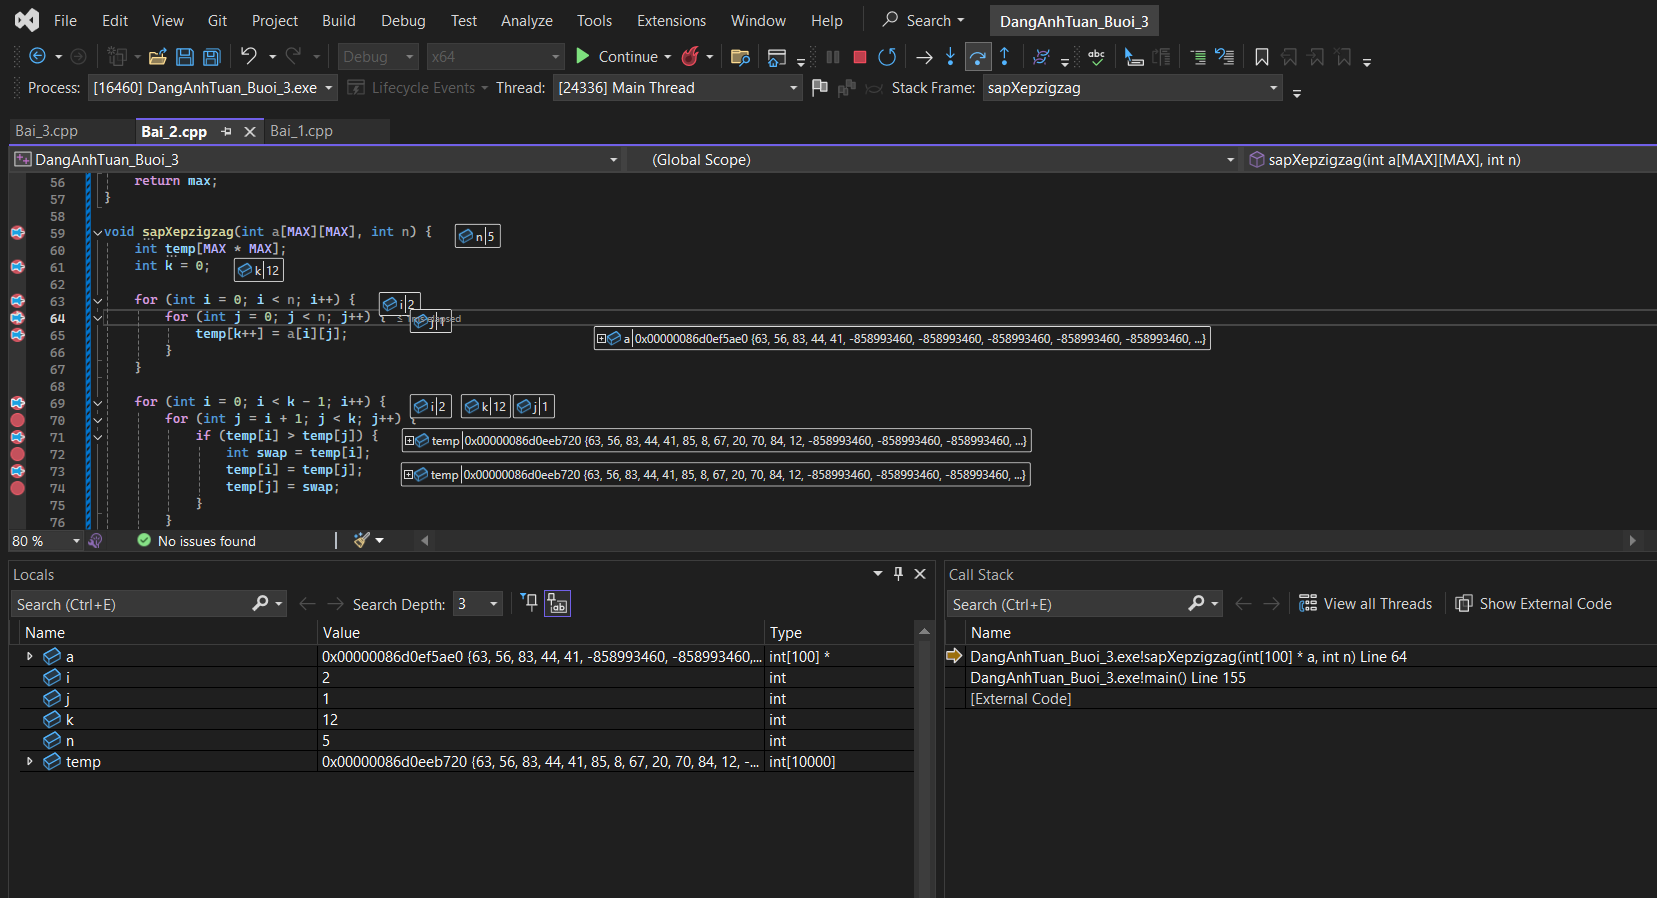 File Edit View Git Project Build Debug Test Analyze Tools Extensions Window Help Search DangAnhTuan_Buoi_3
Debug x64 Continue
Process: [16460] DangAnhTuan_Buoi_3.exe Lifecycle Events Thread: [24336] Main Thread Stack Frame: sapXepzigzag
Bai_3.cpp Bai_2.cpp Bai_1.cpp
DangAnhTuan_Buoi_3 (Global Scope) sapXepzigzag(int a[MAX][MAX], int n)
56 return max;
57 }
58
59 void sapXepzigzag(int a[MAX][MAX], int n) { n 5
60 int temp[MAX * MAX];
61 int k = 0; k 12
62
63 for (int i = 0; i < n; i++) { i 2
64 for (int j = 0; j < n; j++) { j 1 elapsed
65 temp[k++] = a[i][j]; a 0x00000086d0ef5ae0 {63, 56, 83, 44, 41, -858993460, -858993460, -858993460, -858993460, -858993460, ...}
66 }
67 }
68
69 for (int i = 0; i < k - 1; i++) { i 2 k 12 j 1
70 for (int j = i + 1; j < k; j++) {
71 if (temp[i] > temp[j]) { temp 0x00000086d0eeb720 {63, 56, 83, 44, 41, 85, 8, 67, 20, 70, 84, 12, -858993460, -858993460, -858993460, ...}
72 int swap = temp[i];
73 temp[i] = temp[j]; temp 0x00000086d0eeb720 {63, 56, 83, 44, 41, 85, 8, 67, 20, 70, 84, 12, -858993460, -858993460, -858993460, ...}
74 temp[j] = swap;
75 }
76 }
80 % No issues found
Locals
Search (Ctrl+E) Search Depth: 3
Name Value Type
a 0x00000086d0ef5ae0 {63, 56, 83, 44, 41, -858993460, -858993460,... int[100] *
i 2 int
j 1 int
k 12 int
n 5 int
temp 0x00000086d0eeb720 {63, 56, 83, 44, 41, 85, 8, 67, 20, 70, 84, 12, -... int[10000]
Call Stack
Search (Ctrl+E) View all Threads Show External Code
Name
DangAnhTuan_Buoi_3.exe!sapXepzigzag(int[100] * a, int n) Line 64
DangAnhTuan_Buoi_3.exe!main() Line 155
[External Code]